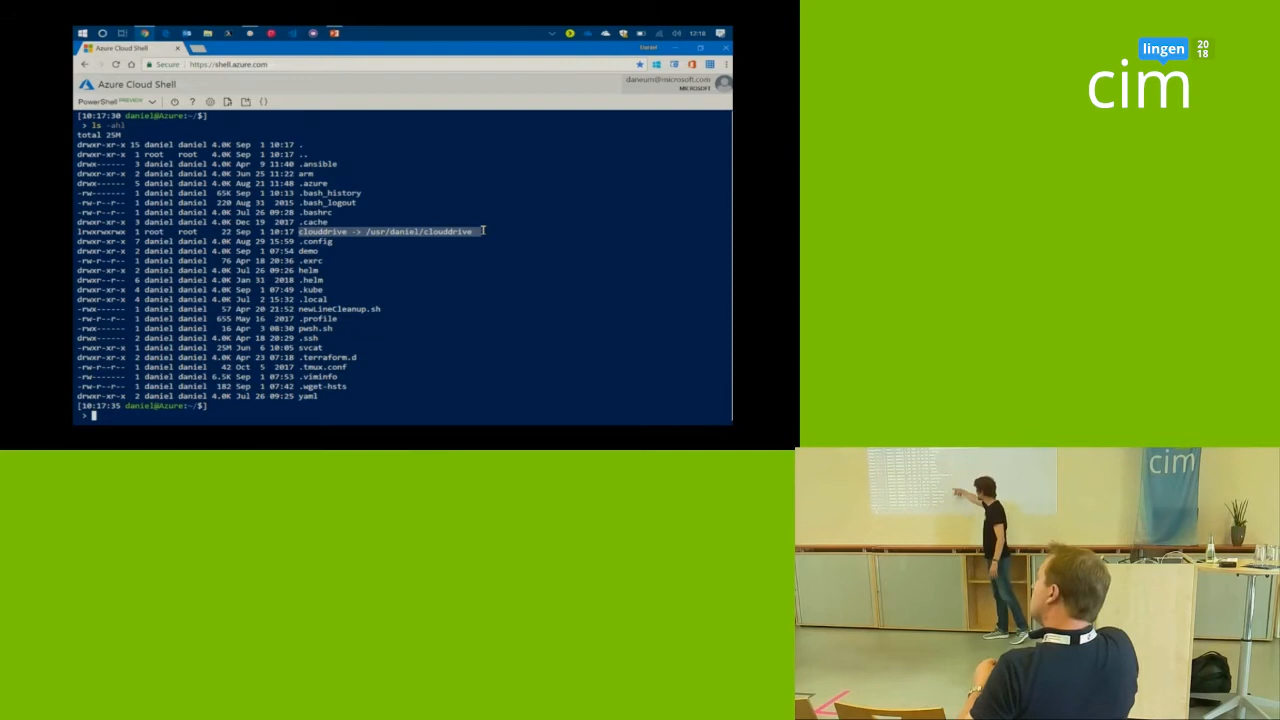 12:18
Azure Cloud Shell
Daniel
Secure
https://shell.azure.com
Azure Cloud Shell
daneum@microsoft.com
MICROSOFT
PowerShell PREVIEW
[10:17:30 daniel@Azure:~/$]
> ls -ahl
total 25M
drwxr-xr-x 15 daniel daniel 4.0K Sep 1 10:17 .
drwxr-xr-x 1 root root 4.0K Sep 1 10:17 ..
drwx------ 3 daniel daniel 4.0K Apr 9 11:40 .ansible
drwxr-xr-x 2 daniel daniel 4.0K Jun 25 11:22 arm
drwx------ 5 daniel daniel 4.0K Aug 21 11:48 .azure
-rw------- 1 daniel daniel 65K Sep 1 10:13 .bash_history
-rw-r--r-- 1 daniel daniel 220 Aug 31 2015 .bash_logout
-rw-r--r-- 1 daniel daniel 4.0K Jul 26 09:28 .bashrc
drwxr-xr-x 3 daniel daniel 4.0K Dec 19 2017 .cache
lrwxrwxrwx 1 root root 22 Sep 1 10:17 clouddrive -> /usr/daniel/clouddrive
drwxr-xr-x 7 daniel daniel 4.0K Aug 29 15:59 .config
drwxr-xr-x 2 daniel daniel 4.0K Sep 1 07:54 demo
-rw-r--r-- 1 daniel daniel 76 Apr 18 20:36 .exrc
drwxr-xr-x 2 daniel daniel 4.0K Jul 26 09:26 helm
drwxr--r-- 6 daniel daniel 4.0K Jan 31 2018 .helm
drwxr-xr-x 4 daniel daniel 4.0K Sep 1 07:49 .kube
drwxr-xr-x 4 daniel daniel 4.0K Jul 2 15:32 .local
-rwxr-xr-x 1 daniel daniel 57 Apr 20 21:52 newLineCleanup.sh
-rw-r--r-- 1 daniel daniel 655 May 16 2017 .profile
-rwx------ 1 daniel daniel 16 Apr 3 08:30 pwsh.sh
drwx------ 2 daniel daniel 4.0K Apr 18 20:29 .ssh
-rwxr-xr-x 1 daniel daniel 25M Jun 6 10:05 svcat
drwxr-xr-x 2 daniel daniel 4.0K Apr 23 07:18 .terraform.d
-rw-r--r-- 1 daniel daniel 42 Oct 5 2017 .tmux.conf
-rw------- 1 daniel daniel 6.5K Sep 1 07:53 .viminfo
-rw-r--r-- 1 daniel daniel 182 Sep 1 07:42 .wget-hsts
drwxr-xr-x 2 daniel daniel 4.0K Jul 26 09:25 yaml
[10:17:35 daniel@Azure:~/$]
>
lingen
20
18
cim
cim